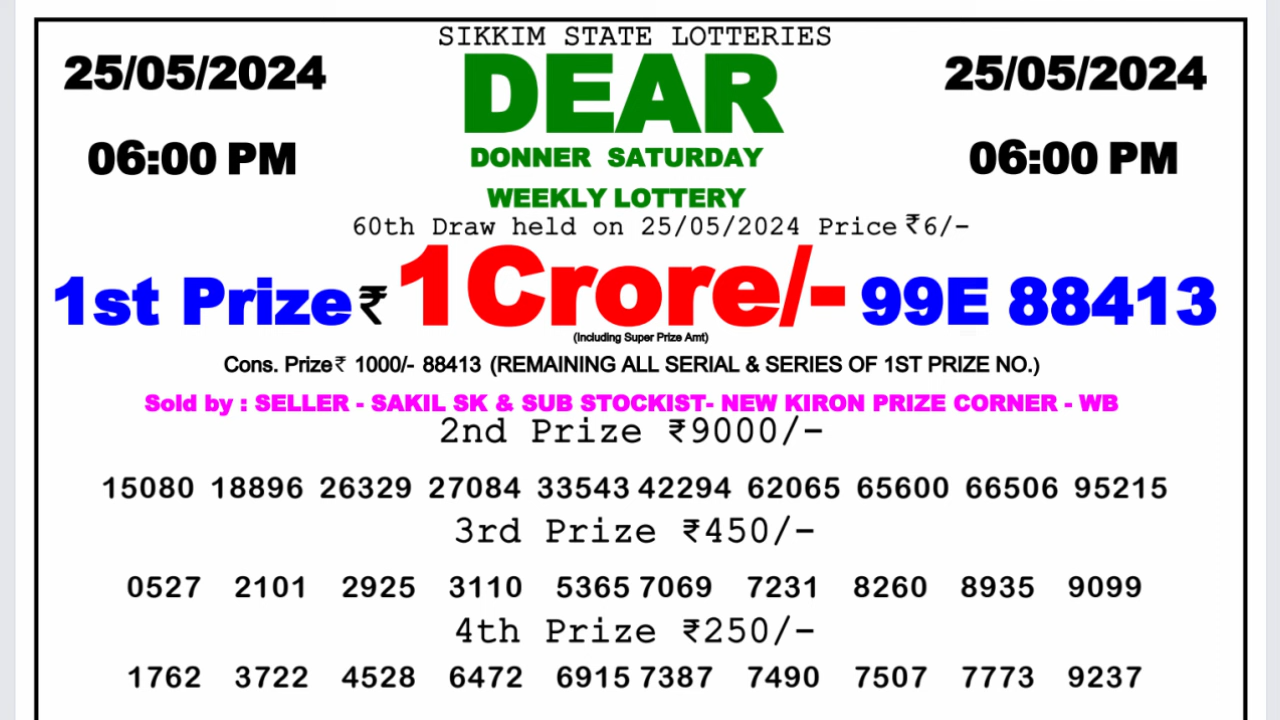 SIKKIM STATE LOTTERIES
25/05/2024 DEAR 25/05/2024
06:00 PM DONNER SATURDAY 06:00 PM
WEEKLY LOTTERY
60th Draw held on 25/05/2024 Price ₹6/-
1st Prize ₹ 1Crore/- 99E 88413
(Including Super Prize Amt)
Cons. Prize ₹ 1000/- 88413 (REMAINING ALL SERIAL & SERIES OF 1ST PRIZE NO.)
Sold by : SELLER - SAKIL SK & SUB STOCKIST- NEW KIRON PRIZE CORNER - WB
2nd Prize ₹9000/-
15080 18896 26329 27084 33543 42294 62065 65600 66506 95215
3rd Prize ₹450/-
0527 2101 2925 3110 5365 7069 7231 8260 8935 9099
4th Prize ₹250/-
1762 3722 4528 6472 6915 7387 7490 7507 7773 9237